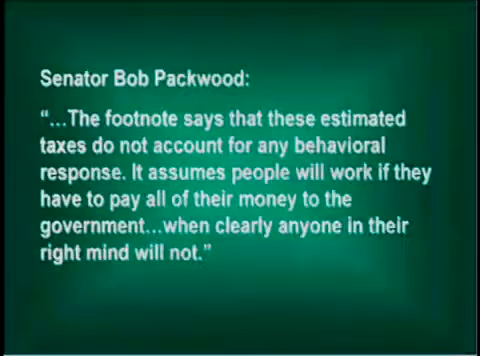 Senator Bob Packwood:
“...The footnote says that these estimated
taxes do not account for any behavioral
response. It assumes people will work if they
have to pay all of their money to the
government...when clearly anyone in their
right mind will not.”